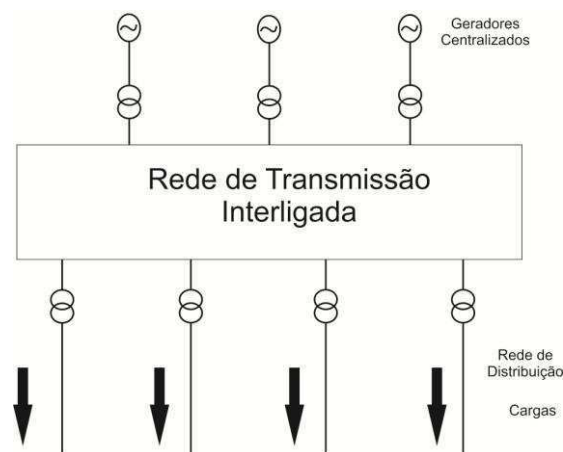 Geradores
Centralizados
Rede de Transmissão
Interligada
Rede de
Distribuição
Cargas